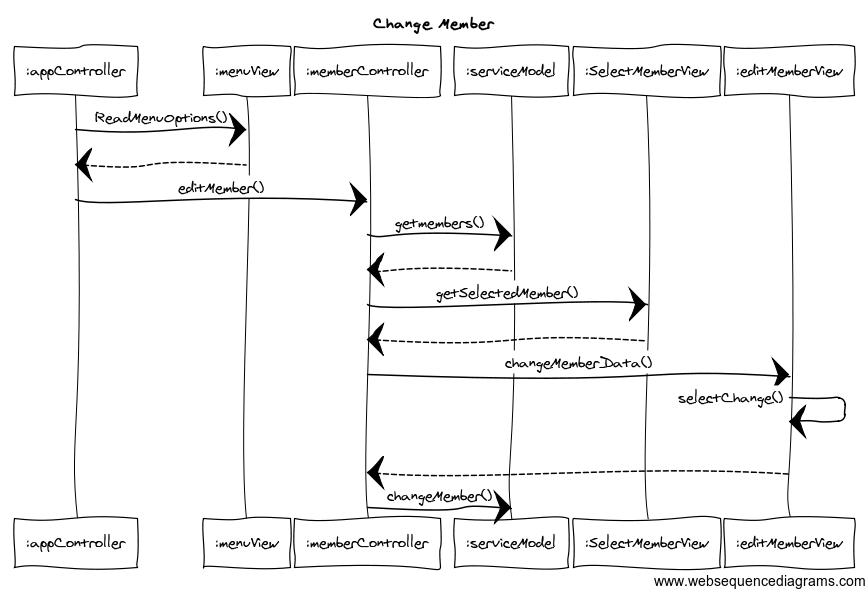 Change Member
:appController :menuView :memberController :serviceModel :SelectMemberView :editMemberView
ReadMenuOptions()
editMember()
getmembers()
getSelectedMember()
changeMemberData()
selectChange()
changeMember()
:appController :menuView :memberController :serviceModel :SelectMemberView :editMemberView
www.websequencediagrams.com